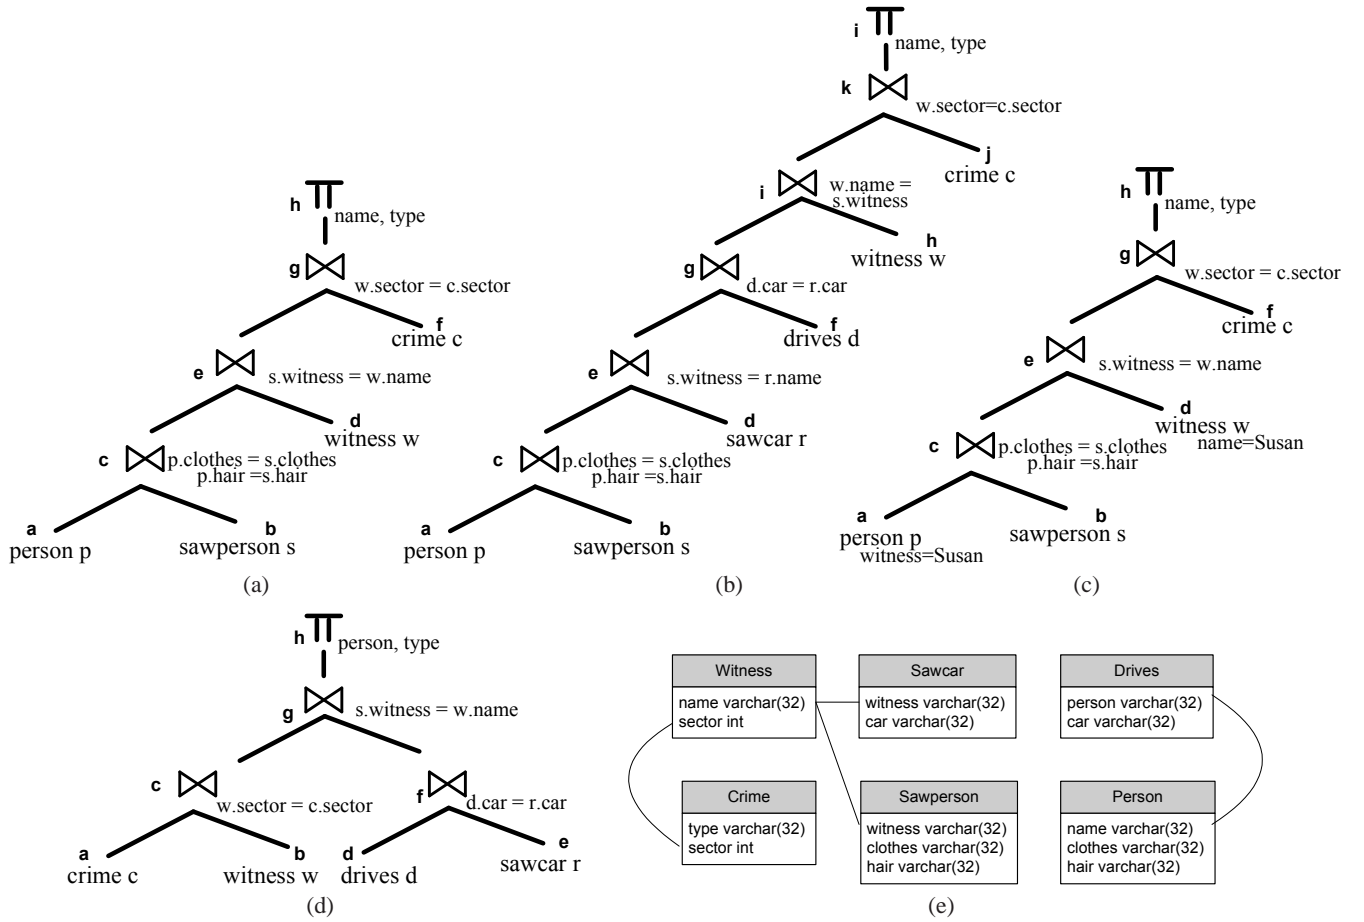 i
name, type
k
w.sector=c.sector
j
crime c
i
w.name =
s.witness
h
witness w
g
d.car = r.car
f
drives d
e
s.witness = r.name
d
sawcar r
c
p.clothes = s.clothes
p.hair =s.hair
a
person p
b
sawperson s
(b)
h
name, type
g
w.sector = c.sector
f
crime c
e
s.witness = w.name
d
witness w
c
p.clothes = s.clothes
p.hair =s.hair
a
person p
b
sawperson s
(a)
h
name, type
g
w.sector = c.sector
f
crime c
e
s.witness = w.name
d
witness w
name=Susan
c
p.clothes = s.clothes
p.hair =s.hair
a
person p
witness=Susan
b
sawperson s
(c)
h
person, type
g
s.witness = w.name
c
w.sector = c.sector
f
d.car = r.car
a
crime c
b
witness w
d
drives d
e
sawcar r
(d)
Witness
name varchar(32)
sector int
Sawcar
witness varchar(32)
car varchar(32)
Drives
person varchar(32)
car varchar(32)
Crime
type varchar(32)
sector int
Sawperson
witness varchar(32)
clothes varchar(32)
hair varchar(32)
Person
name varchar(32)
clothes varchar(32)
hair varchar(32)
(e)